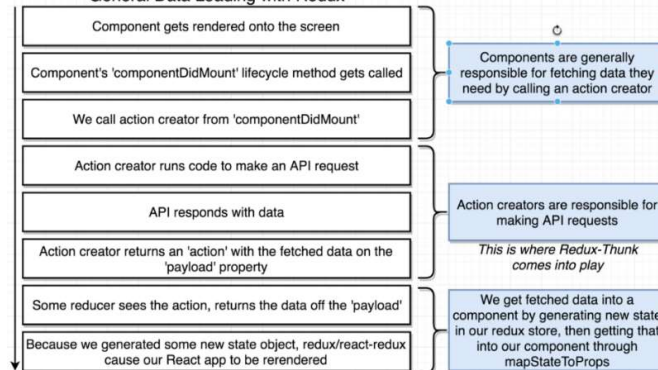 General Data Loading with Redux
Component gets rendered onto the screen
Component's 'componentDidMount' lifecycle method gets called
We call action creator from 'componentDidMount'
Components are generally
responsible for fetching data they
need by calling an action creator
Action creator runs code to make an API request
API responds with data
Action creator returns an 'action' with the fetched data on the
'payload' property
Action creators are responsible for
making API requests
This is where Redux-Thunk
comes into play
Some reducer sees the action, returns the data off the 'payload'
Because we generated some new state object, redux/react-redux
cause our React app to be rerendered
We get fetched data into a
component by generating new state
in our redux store, then getting that
into our component through
mapStateToProps